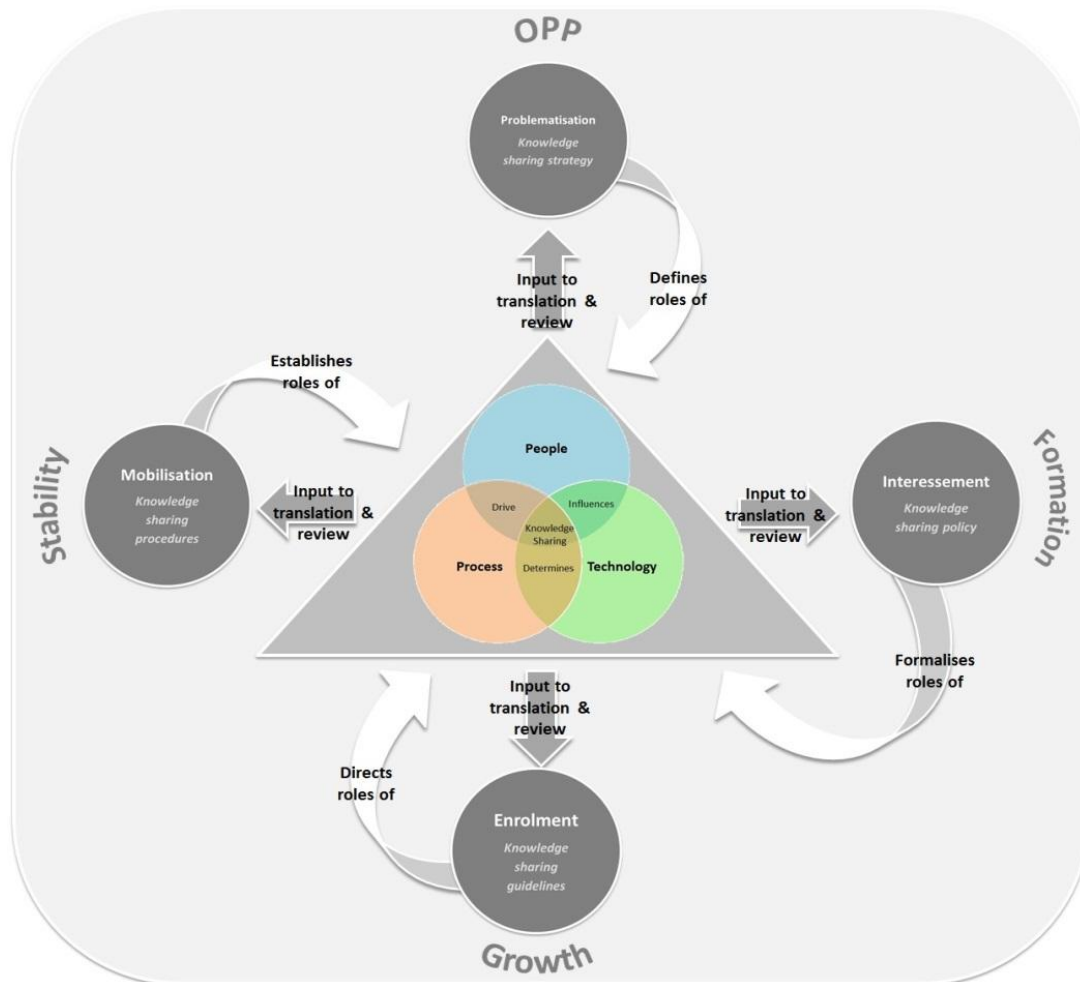 OPP
Problematisation
Knowledge
sharing strategy
Input to
translation &
review
Defines
roles of
Establishes
roles of
Stability
Mobilisation
Knowledge
sharing
procedures
Input to
translation &
review
People
Drive
Influences
Knowledge
Sharing
Process
Determines
Technology
Input to
translation &
review
Interessement
Knowledge
sharing policy
Formation
Formalises
roles of
Input to
translation &
review
Directs
roles of
Enrolment
Knowledge
sharing
guidelines
Growth